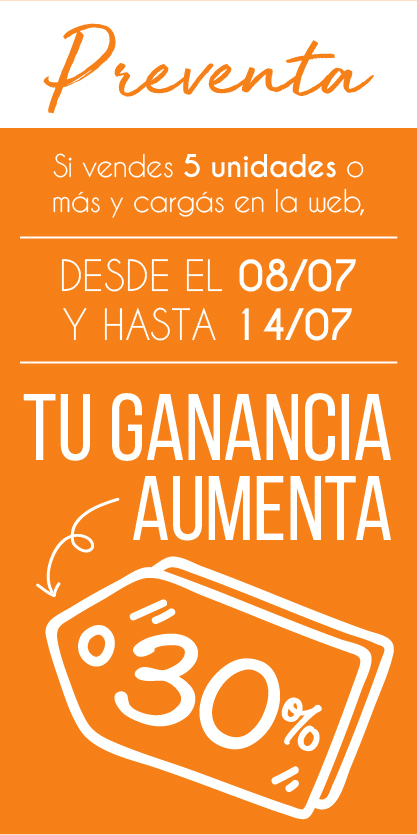 Preventa
Si vendes 5 unidades o
más y cargás en la web,
DESDE EL 08/07
Y HASTA 14/07
TU GANANCIA
AUMENTA
30%